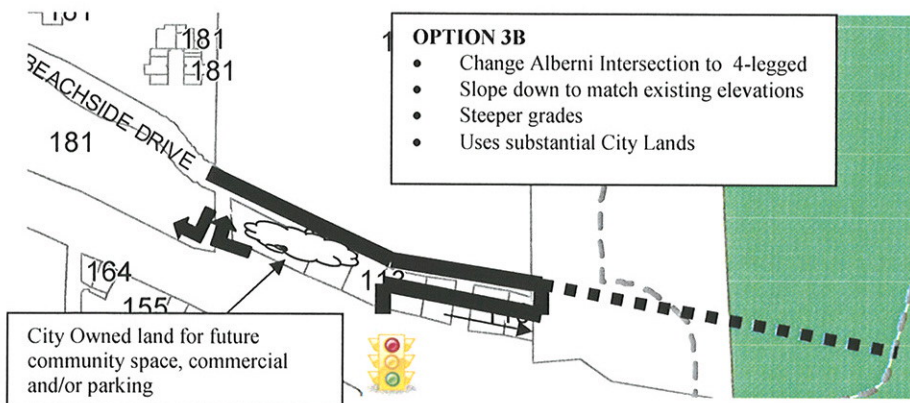 181
181
181
OPTION 3B
• Change Alberni Intersection to 4-legged
• Slope down to match existing elevations
• Steeper grades
• Uses substantial City Lands
BEACHSIDE DRIVE
181
164
155
City Owned land for future
community space, commercial
and/or parking